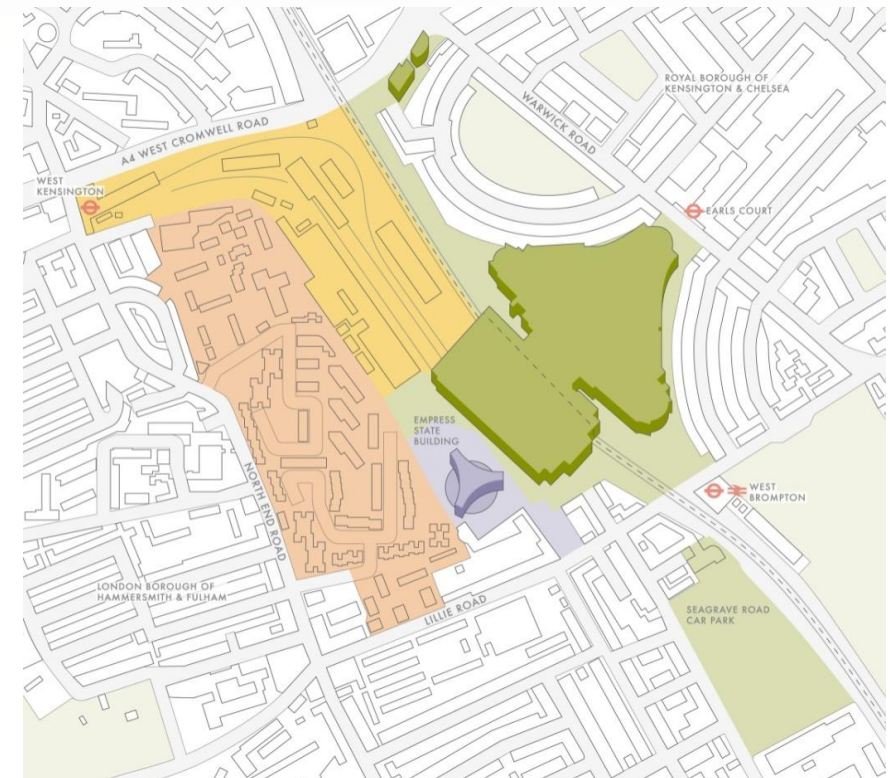 ROYAL BOROUGH OF
KENSINGTON & CHELSEA
WARWICK ROAD
A4 WEST CROMWELL ROAD
WEST
KENSINGTON
EARLS COURT
EMPRESS
STATE
BUILDING
NORTH END ROAD
WEST
BROMPTON
LONDON BOROUGH OF
HAMMERSMITH & FULHAM
LILLIE ROAD
SEAGRAVE ROAD
CAR PARK